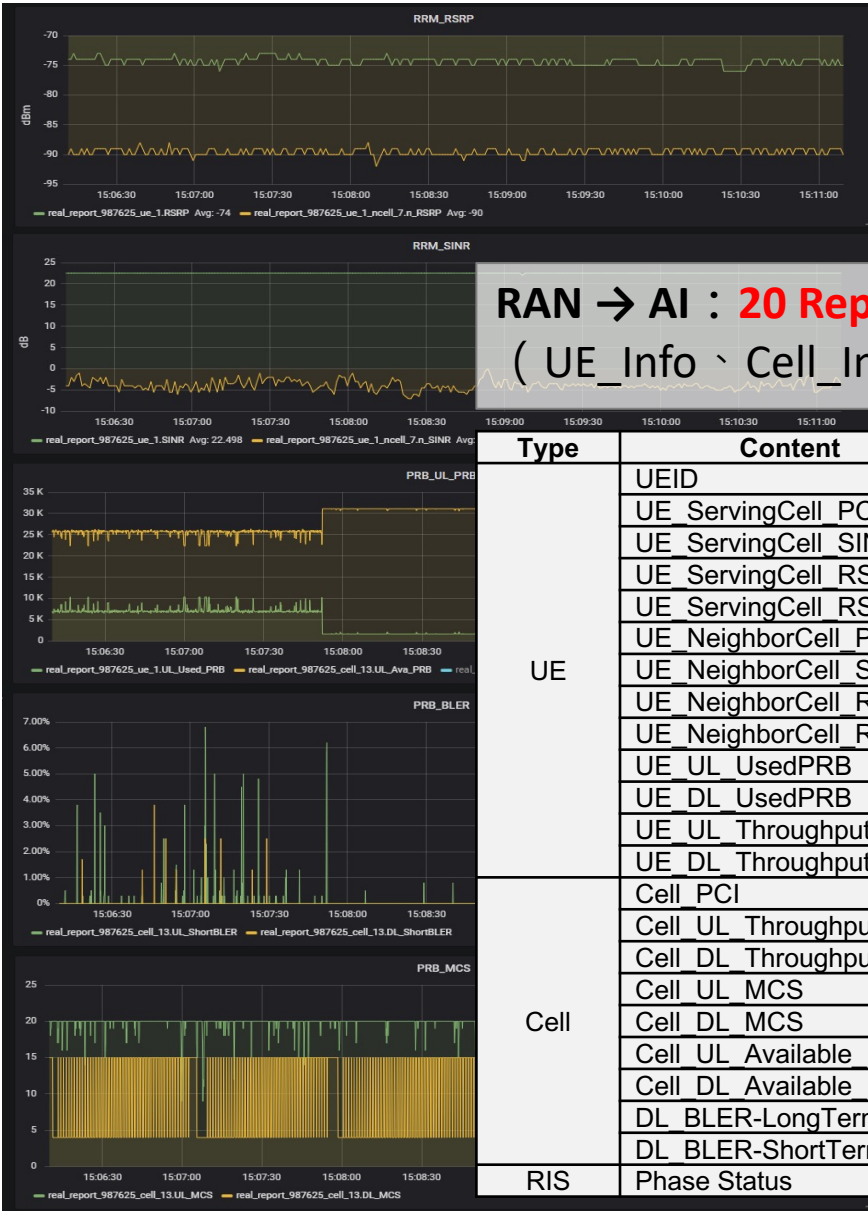 RRM_RSRP
-70
-75
-80
-85
-90
-95
dBm
15:06:30 15:07:00 15:07:30 15:08:00 15:08:30 15:09:00 15:09:30 15:10:00 15:10:30 15:11:00
real_report_987625_ue_1.RSRP Avg: -74 real_report_987625_ue_1_ncell_7.n_RSRP Avg: -90
RRM_SINR
25
20
15
10
5
0
-5
-10
dB
15:06:30 15:07:00 15:07:30 15:08:00 15:08:30 15:09:00 15:09:30 15:10:00 15:10:30 15:11:00
real_report_987625_ue_1.SINR Avg: 22.498 real_report_987625_ue_1_ncell_7.n_SINR Avg:
RAN → AI：20 Rep
（ UE_Info、Cell_In
PRB_UL_PRB
35 K
30 K
25 K
20 K
15 K
10 K
5 K
0
15:06:30 15:07:00 15:07:30 15:08:00 15:08:30
real_report_987625_ue_1.UL_Used_PRB real_report_987625_cell_13.UL_Ava_PRB real_
PRB_BLER
7.00%
6.00%
5.00%
4.00%
3.00%
2.00%
1.00%
0%
15:06:30 15:07:00 15:07:30 15:08:00 15:08:30
real_report_987625_cell_13.UL_ShortBLER real_report_987625_cell_13.DL_ShortBLER
PRB_MCS
25
20
15
10
5
0
15:06:30 15:07:00 15:07:30 15:08:00 15:08:30
real_report_987625_cell_13.UL_MCS real_report_987625_cell_13.DL_MCS
Type Content
UE
UEID
UE_ServingCell_PC
UE_ServingCell_SIN
UE_ServingCell_RS
UE_ServingCell_RS
UE_NeighborCell_P
UE_NeighborCell_S
UE_NeighborCell_R
UE_NeighborCell_R
UE_UL_UsedPRB
UE_DL_UsedPRB
UE_UL_Throughput
UE_DL_Throughput
Cell
Cell_PCI
Cell_UL_Throughpu
Cell_DL_Throughpu
Cell_UL_MCS
Cell_DL_MCS
Cell_UL_Available_
Cell_DL_Available_
DL_BLER-LongTerm
DL_BLER-ShortTerm
RIS Phase Status